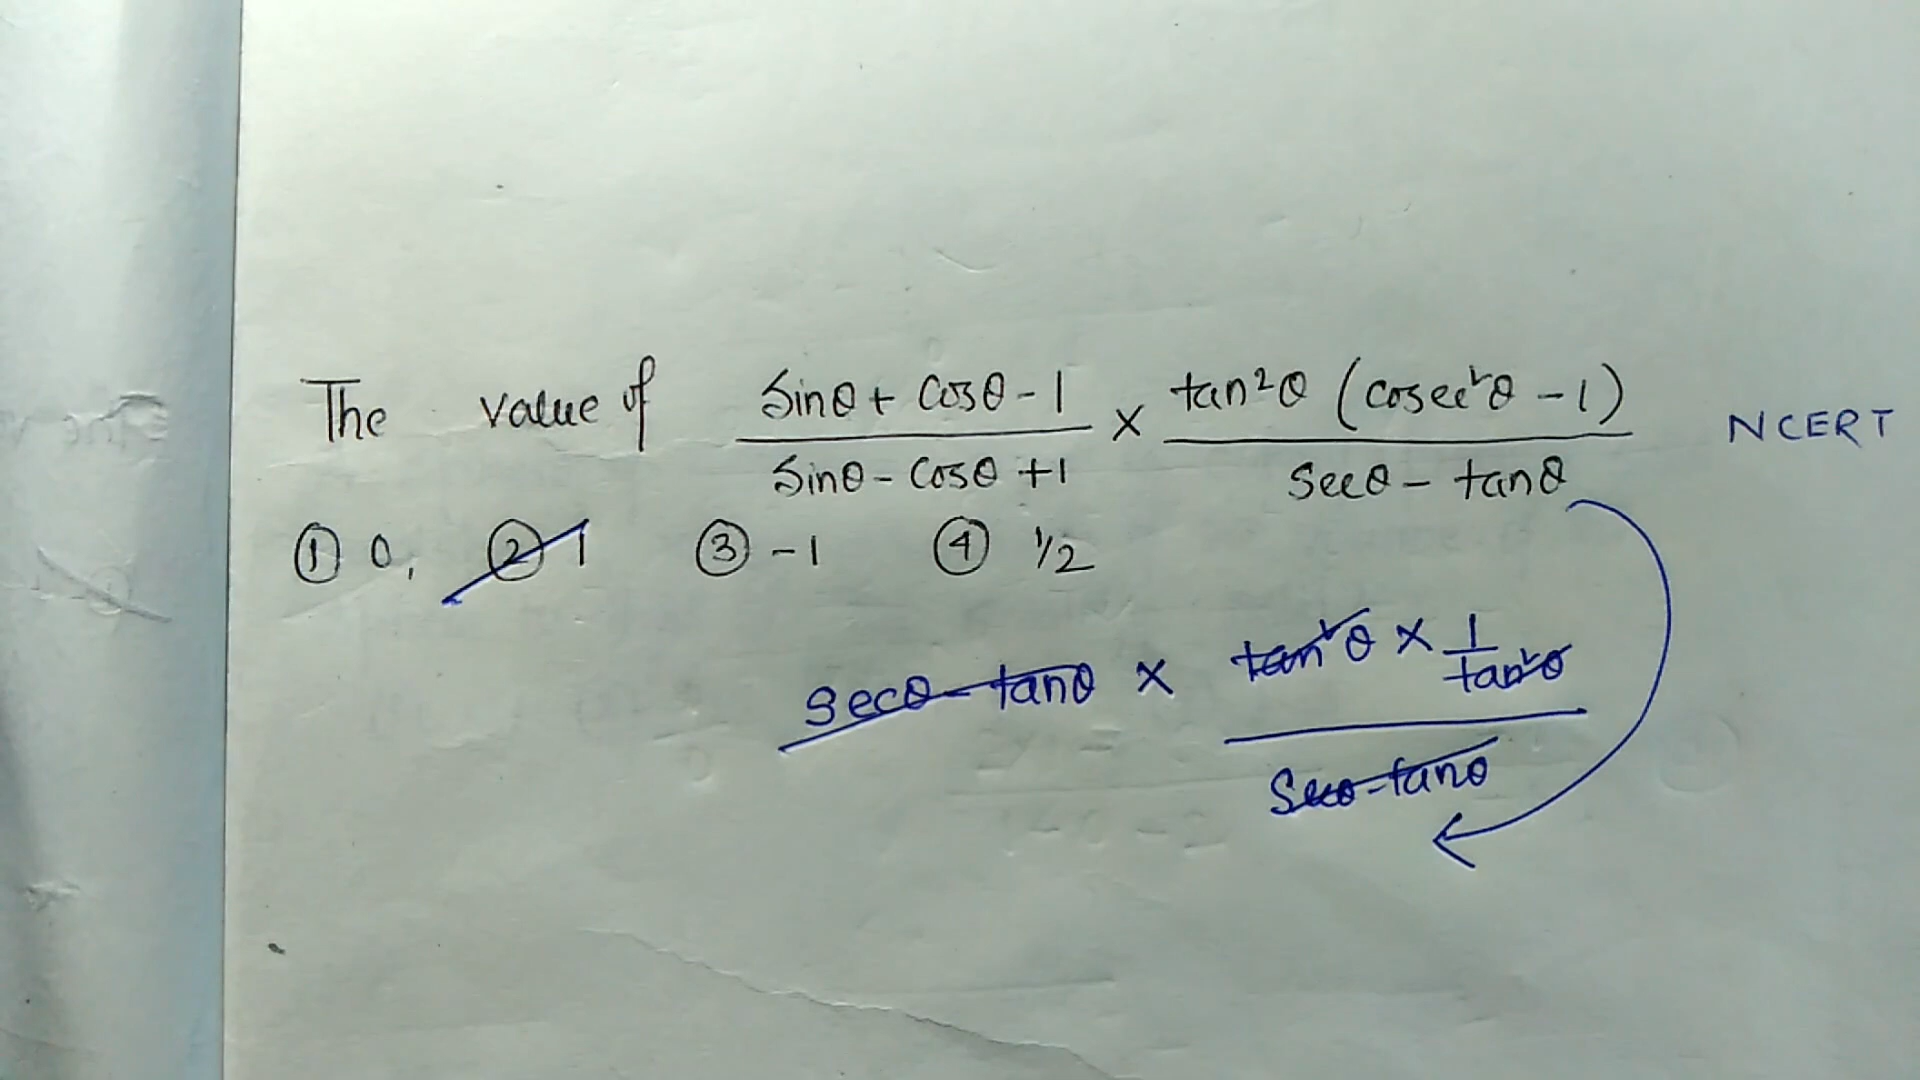 The value of (sinθ + cosθ - 1)/(sinθ - cosθ + 1) × (tan²θ (cosec²θ - 1))/(secθ - tanθ) NCERT
① 0, ② 1 ③ -1 ④ 1/2
secθ - tanθ × (tan²θ × 1/tan²θ)/(secθ - tanθ)